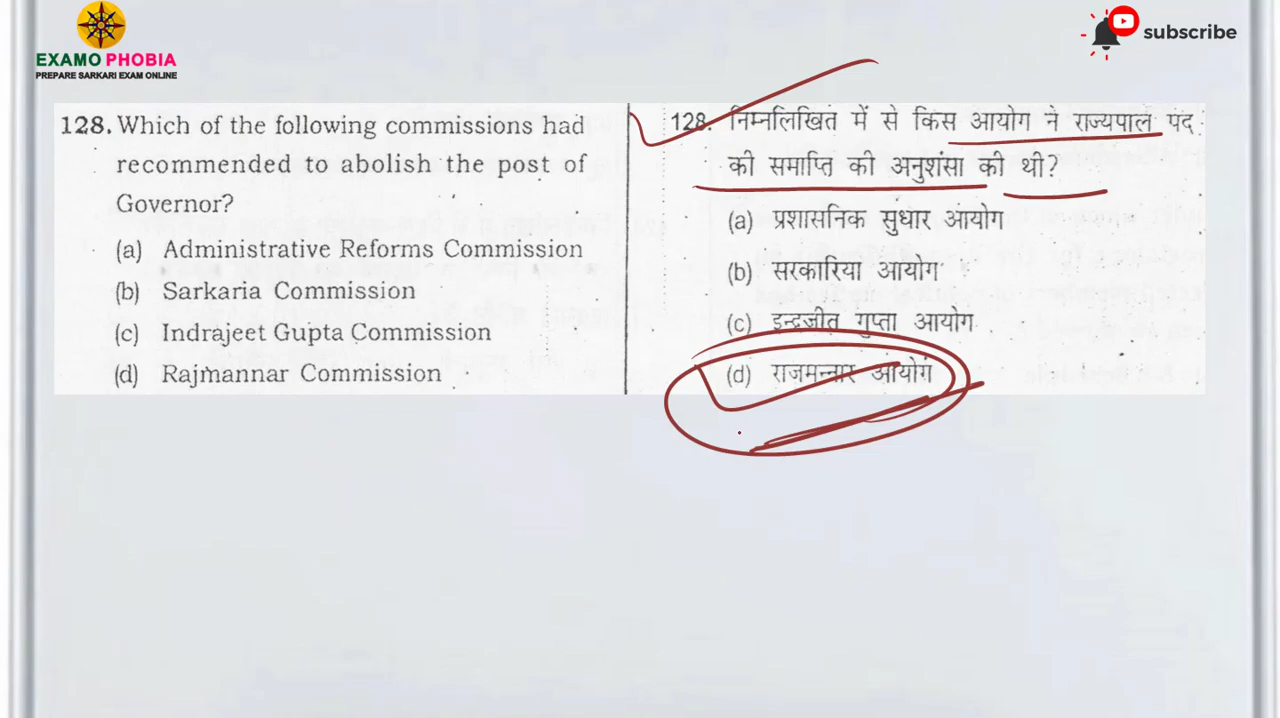 EXAMO PHOBIA
PREPARE SARKARI EXAM ONLINE
subscribe
128. Which of the following commissions had
recommended to abolish the post of
Governor?
(a) Administrative Reforms Commission
(b) Sarkaria Commission
(c) Indrajeet Gupta Commission
(d) Rajmannar Commission
128. निम्नलिखित में से किस आयोग ने राज्यपाल पद
की समाप्ति की अनुशंसा की थी?
(a) प्रशासनिक सुधार आयोग
(b) सरकारिया आयोग
(c) इन्द्रजीत गुप्ता आयोग
(d) राजमन्नार आयोग